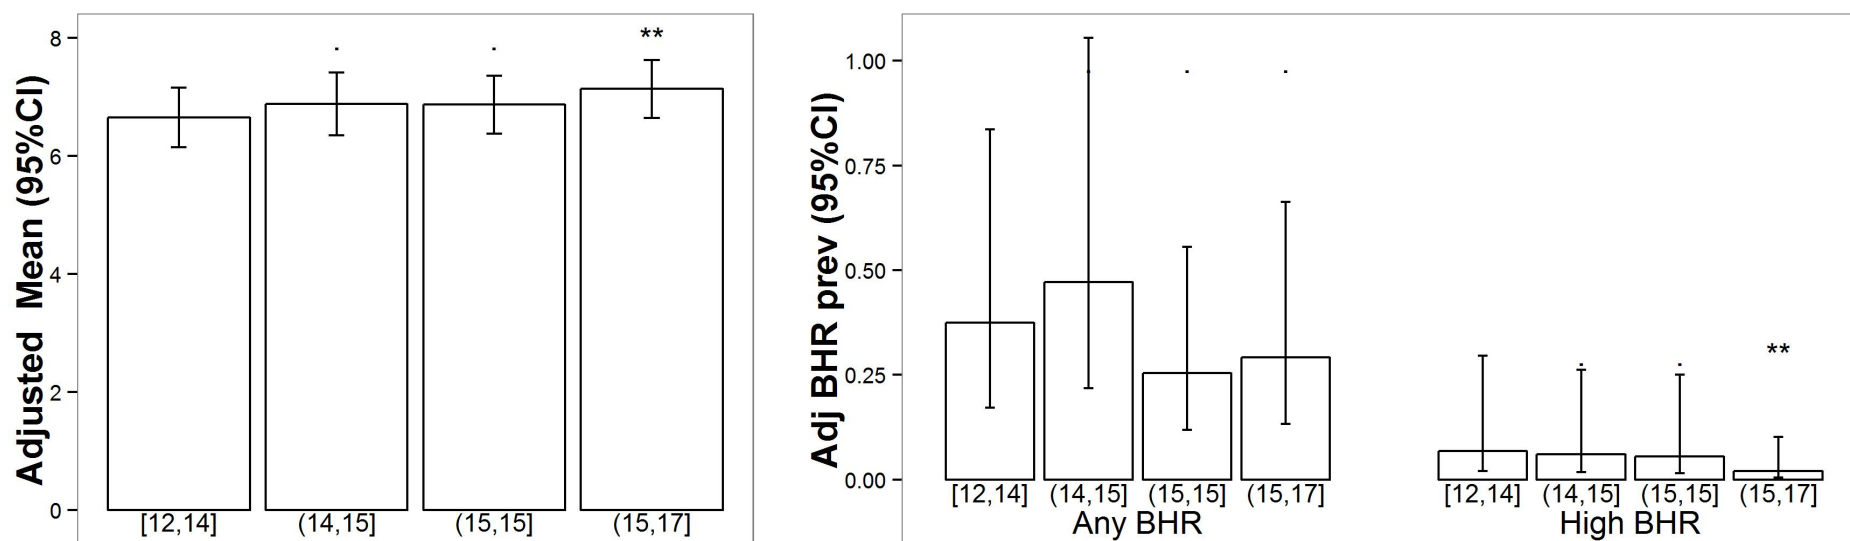 Adjusted Mean (95%CI)
8
6
4
2
0
. . **
[12,14] (14,15] (15,15] (15,17]
Adj BHR prev (95%CI)
1.00
0.75
0.50
0.25
0.00
. . .
. . **
[12,14] (14,15] (15,15] (15,17]
Any BHR
[12,14] (14,15] (15,15] (15,17]
High BHR